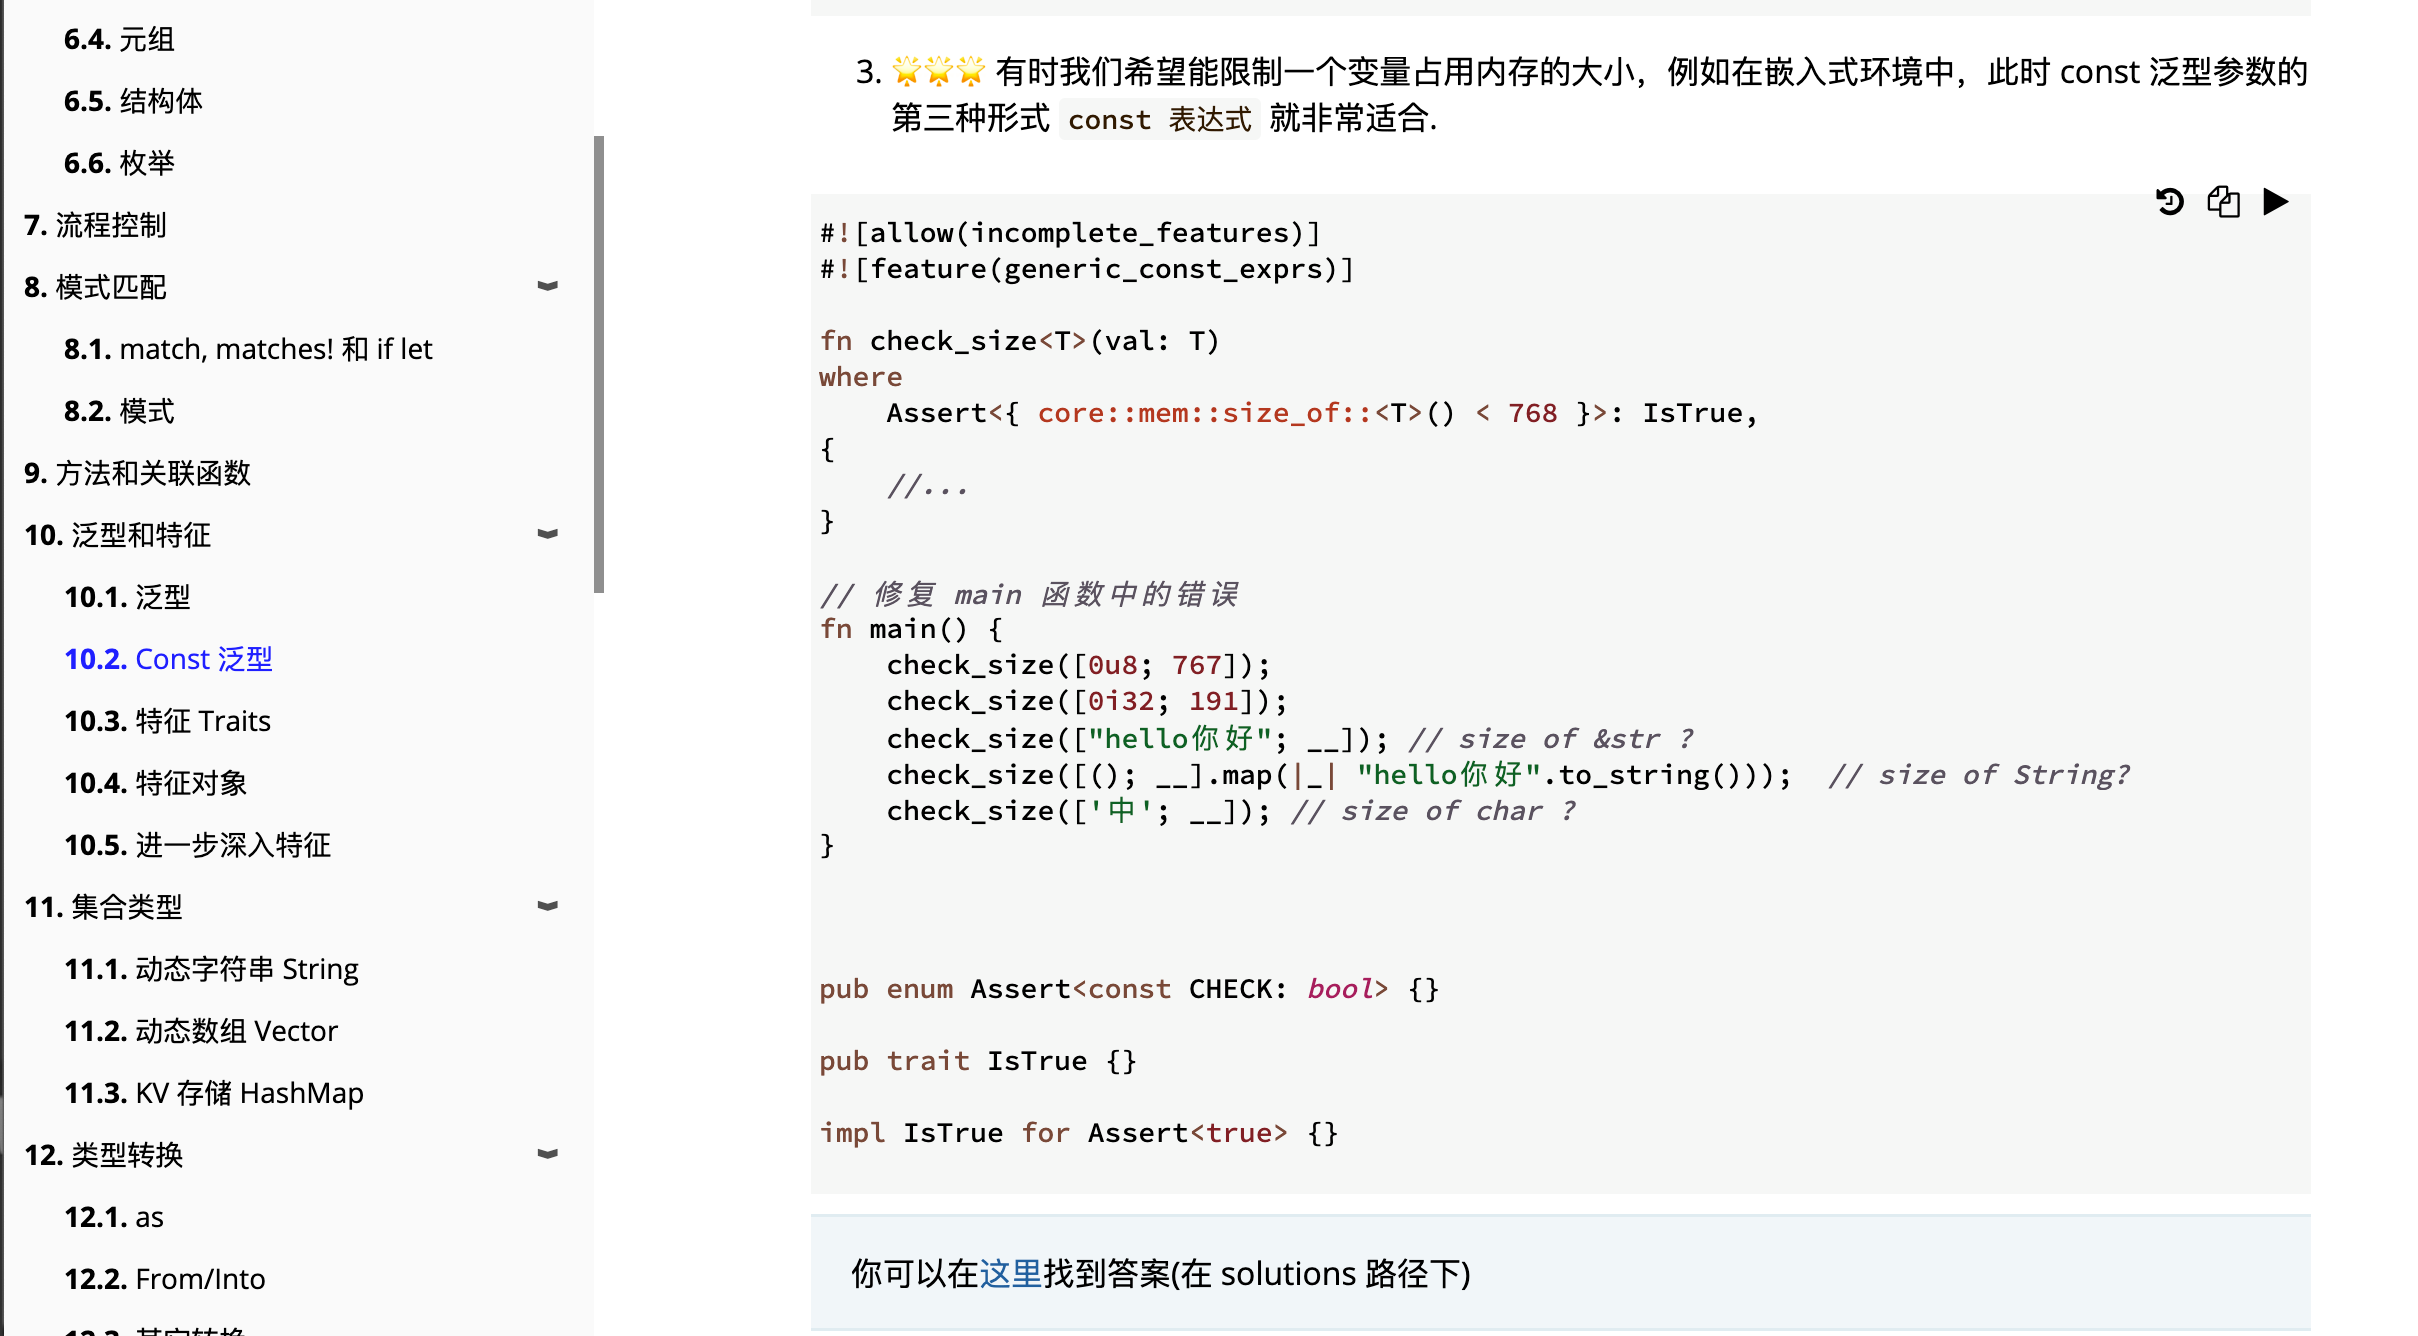 6.4. 元组
6.5. 结构体
6.6. 枚举
7. 流程控制
8. 模式匹配
8.1. match, matches! 和 if let
8.2. 模式
9. 方法和关联函数
10. 泛型和特征
10.1. 泛型
10.2. Const 泛型
10.3. 特征 Traits
10.4. 特征对象
10.5. 进一步深入特征
11. 集合类型
11.1. 动态字符串 String
11.2. 动态数组 Vector
11.3. KV 存储 HashMap
12. 类型转换
12.1. as
12.2. From/Into
12.3. 其它转换
3. 🌟🌟🌟 有时我们希望能限制一个变量占用内存的大小，例如在嵌入式环境中，此时 const 泛型参数的
第三种形式 const 表达式 就非常适合.
#![allow(incomplete_features)]
#![feature(generic_const_exprs)]
fn check_size<T>(val: T)
where
    Assert<{ core::mem::size_of::<T>() < 768 }>: IsTrue,
{
    //...
}
// 修复 main 函数中的错误
fn main() {
    check_size([0u8; 767]);
    check_size([0i32; 191]);
    check_size(["hello你好"; __]); // size of &str ?
    check_size([(); __].map(|_| "hello你好".to_string()));  // size of String?
    check_size(['中'; __]); // size of char ?
}
pub enum Assert<const CHECK: bool> {}
pub trait IsTrue {}
impl IsTrue for Assert<true> {}
你可以在这里找到答案(在 solutions 路径下)